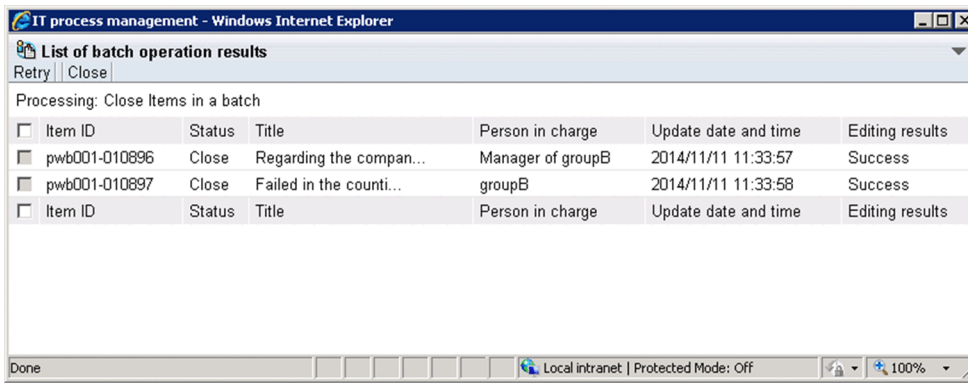 IT process management - Windows Internet Explorer
List of batch operation results
Retry Close
Processing: Close Items in a batch
Item ID Status Title Person in charge Update date and time Editing results
pwb001-010896 Close Regarding the compan... Manager of groupB 2014/11/11 11:33:57 Success
pwb001-010897 Close Failed in the counti... groupB 2014/11/11 11:33:58 Success
Item ID Status Title Person in charge Update date and time Editing results
Done Local intranet | Protected Mode: Off 100%